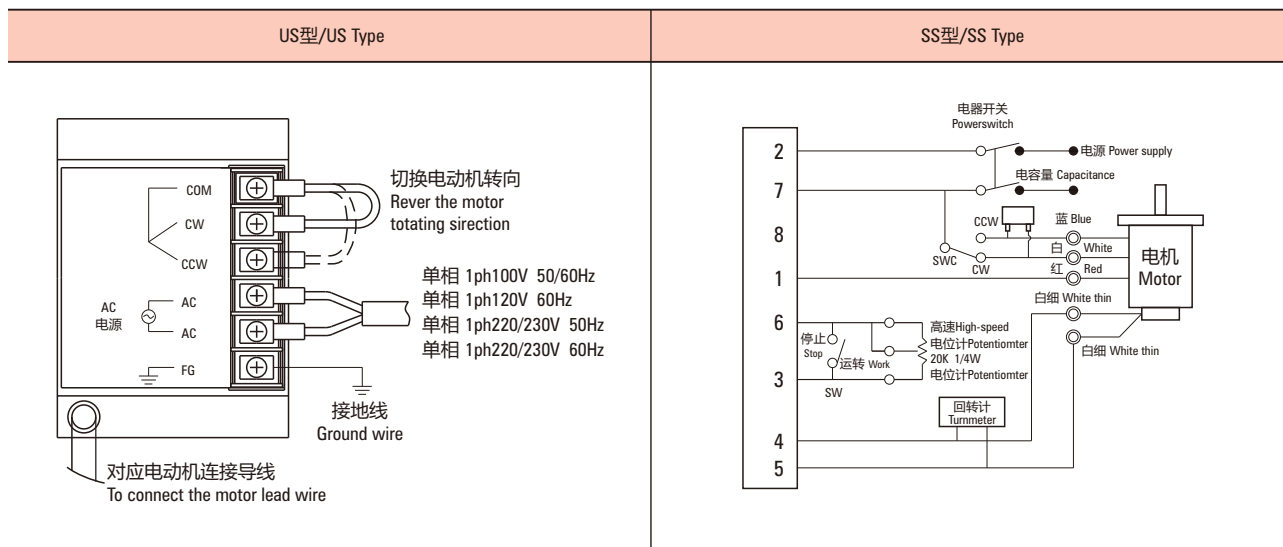 US型/US Type
SS型/SS Type
COM
CW
CCW
AC
电源
AC
AC
FG
切换电动机转向
Rever the motor
totating sirection
单相 1ph100V 50/60Hz
单相 1ph120V 60Hz
单相 1ph220/230V 50Hz
单相 1ph220/230V 60Hz
接地线
Ground wire
对应电动机连接导线
To connect the motor lead wire
电器开关
Powerswitch
2
电源 Power supply
7
电容量 Capacitance
8
CCW
蓝 Blue
白 White
SWC
CW
1
红 Red
电机
Motor
白细 White thin
6
停止
Stop
运转 Work
高速High-speed
电位计Potentiomter
20K 1/4W
电位计Potentiomter
白细 White thin
3
SW
回转计
Turnmeter
4
5